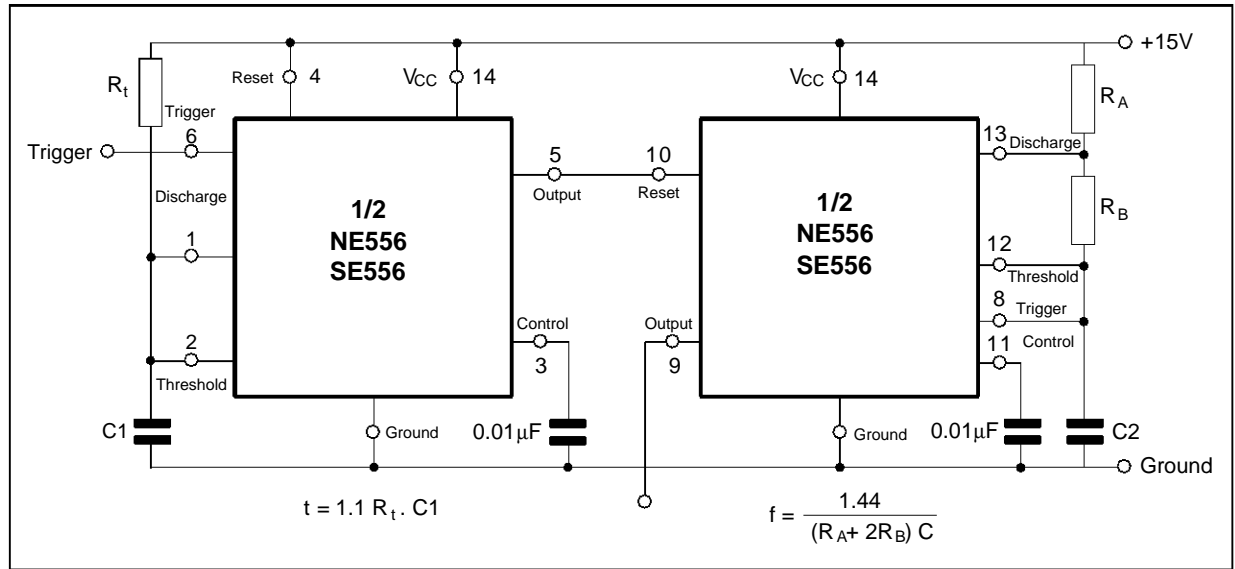 +15V
Reset 4
VCC 14
VCC 14
Rt
RA
Trigger
6
Trigger
13 Discharge
5
Output
10
Reset
Discharge
1/2
NE556
SE556
1/2
NE556
SE556
RB
1
12
Threshold
8 Trigger
Control
3
Output
9
Control
11
2
Threshold
C1
Ground
0.01µF
Ground
0.01µF
C2
Ground
t = 1.1 Rt . C1
f = 1.44
(RA+ 2RB) C